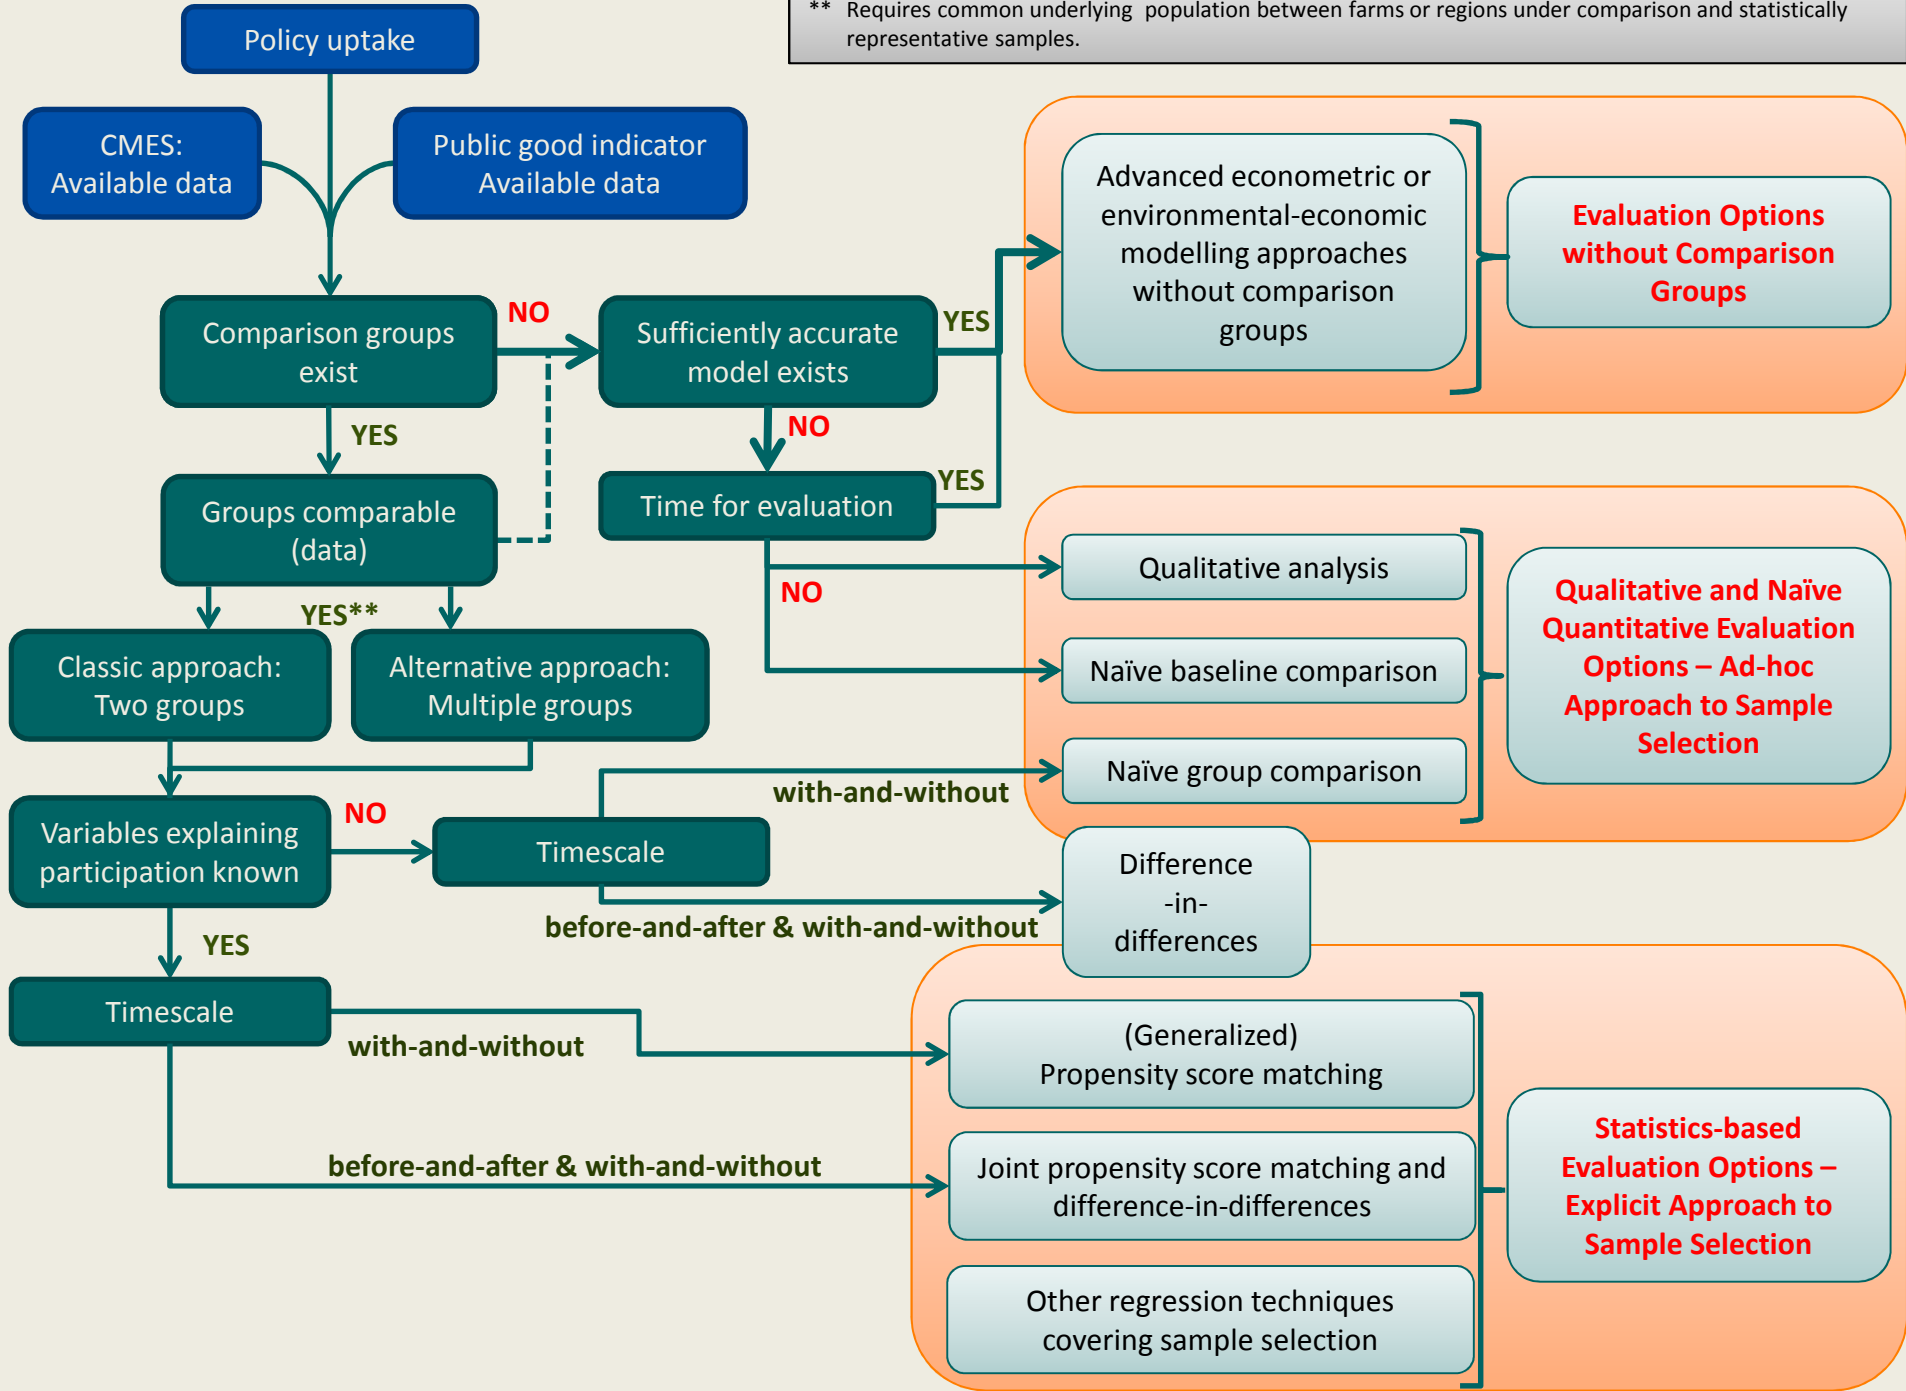 ** Requires common underlying population between farms or regions under comparison and statistically
representative samples.
Policy uptake
CMES:
Available data
Public good indicator
Available data
Comparison groups
exist
NO
Sufficiently accurate
model exists
YES
Advanced econometric or
environmental-economic
modelling approaches
without comparison
groups
Evaluation Options
without Comparison
Groups
YES
NO
Groups comparable
(data)
Time for evaluation
YES
NO
Qualitative analysis
Naïve baseline comparison
Naïve group comparison
Qualitative and Naïve
Quantitative Evaluation
Options – Ad-hoc
Approach to Sample
Selection
YES**
Classic approach:
Two groups
Alternative approach:
Multiple groups
Variables explaining
participation known
NO
Timescale
with-and-without
before-and-after & with-and-without
Difference
-in-
differences
YES
Timescale
with-and-without
before-and-after & with-and-without
(Generalized)
Propensity score matching
Joint propensity score matching and
difference-in-differences
Other regression techniques
covering sample selection
Statistics-based
Evaluation Options –
Explicit Approach to
Sample Selection